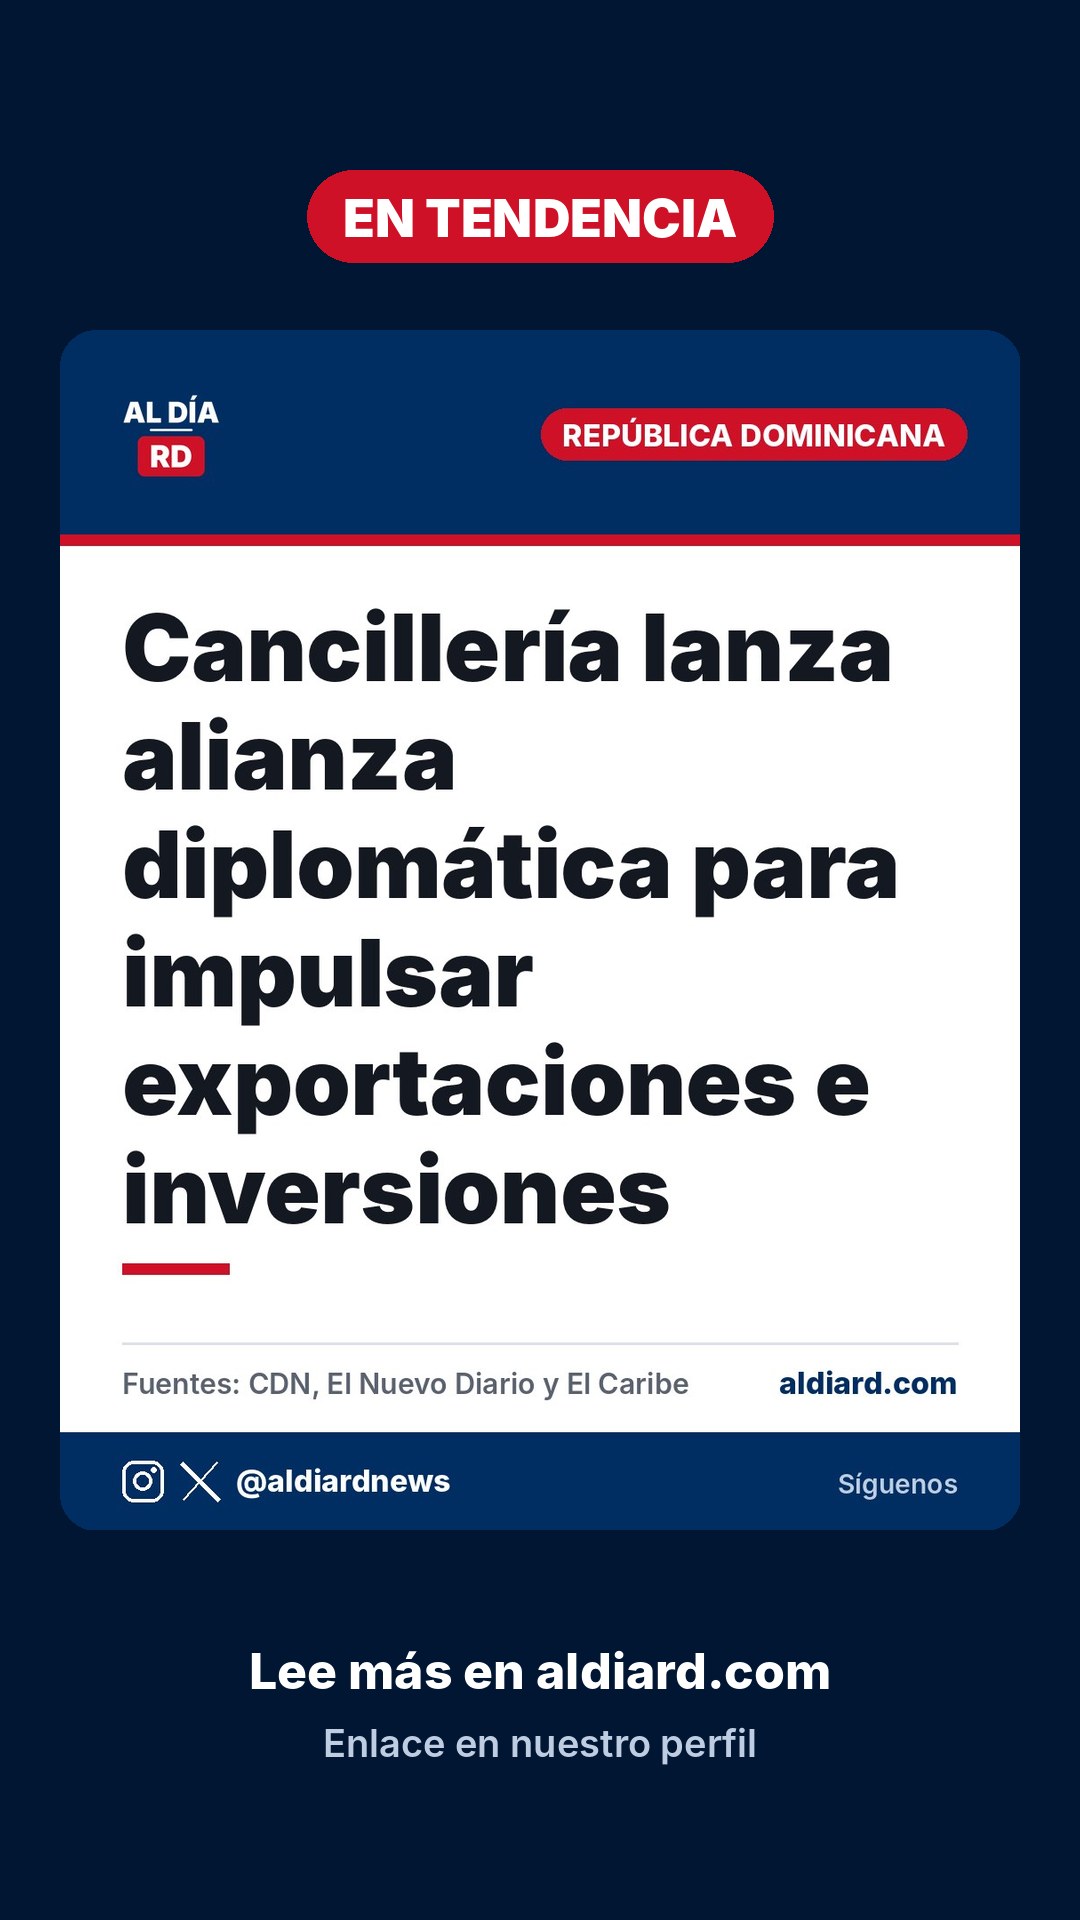 EN TENDENCIA
AL DÍA
RD
REPÚBLICA DOMINICANA
Cancillería lanza
alianza
diplomática para
impulsar
exportaciones e
inversiones
Fuentes: CDN, El Nuevo Diario y El Caribe
aldiard.com
@aldiardnews
Síguenos
Lee más en aldiard.com
Enlace en nuestro perfil